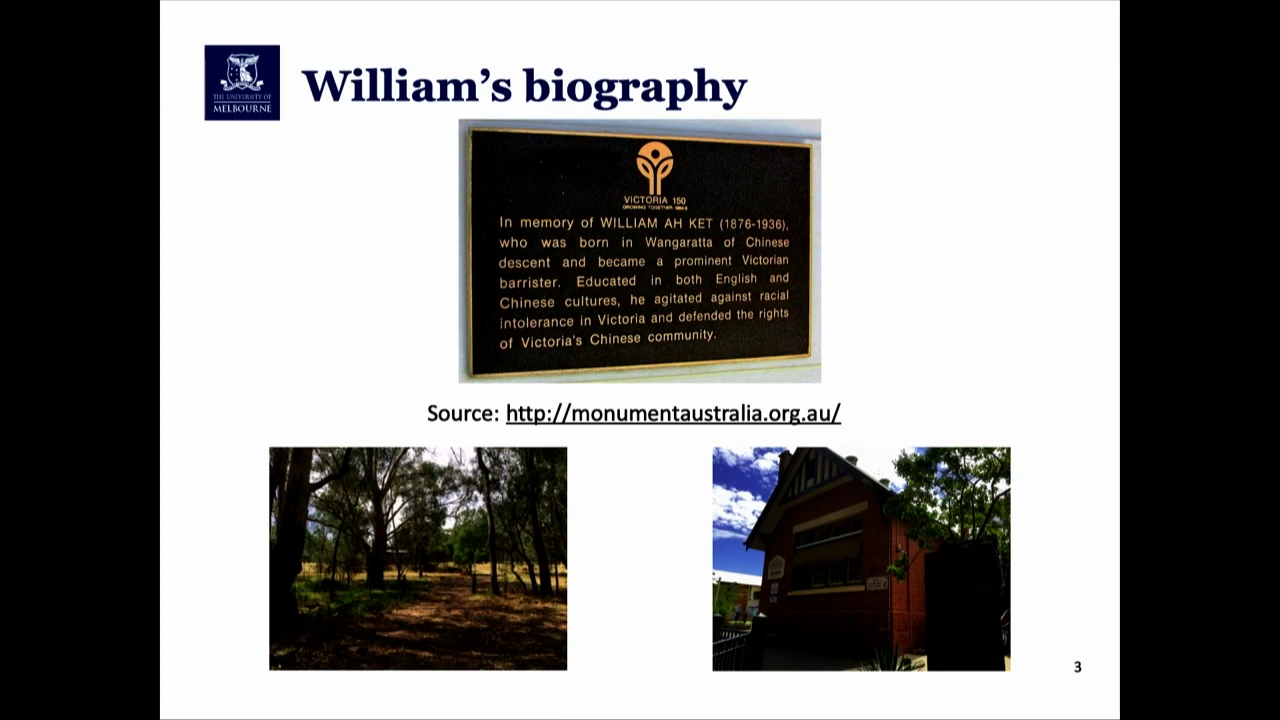 THE UNIVERSITY OF
MELBOURNE
William's biography
VICTORIA 150
GROWING TOGETHER 1984-5
In memory of WILLIAM AH KET (1876-1936),
who was born in Wangaratta of Chinese
descent and became a prominent Victorian
barrister. Educated in both English and
Chinese cultures, he agitated against racial
intolerance in Victoria and defended the rights
of Victoria's Chinese community.
Source: http://monumentaustralia.org.au/
3